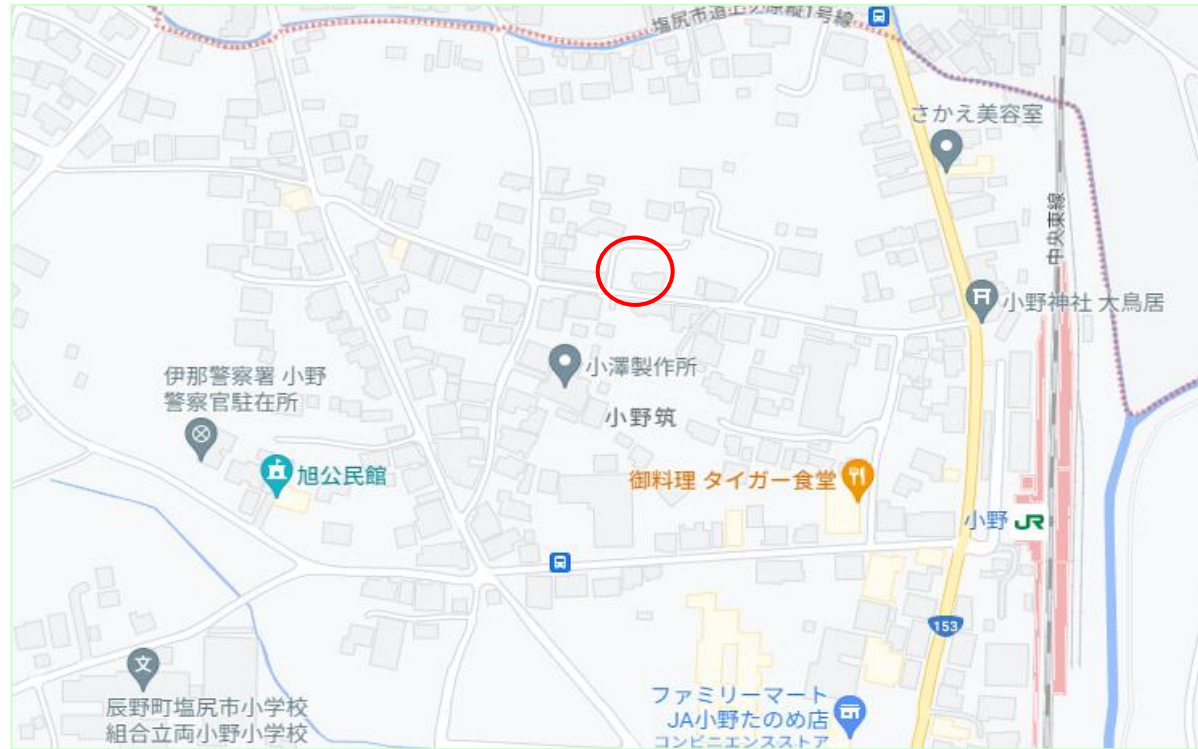 塩尻市道上の原縦1号線
さかえ美容室
中央東線
小野神社 大鳥居
小澤製作所
伊那警察署 小野
警察官駐在所
小野筑
旭公民館
御料理 タイガー食堂
小野 JR
153
文
辰野町塩尻市小学校
組合立両小野小学校
ファミリーマート
JA小野たのめ店
コンビニエンスストア